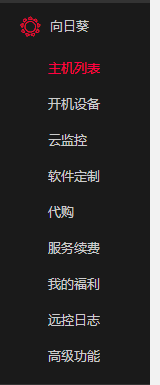 向日葵
主机列表
开机设备
云监控
软件定制
代购
服务续费
我的福利
远控日志
高级功能